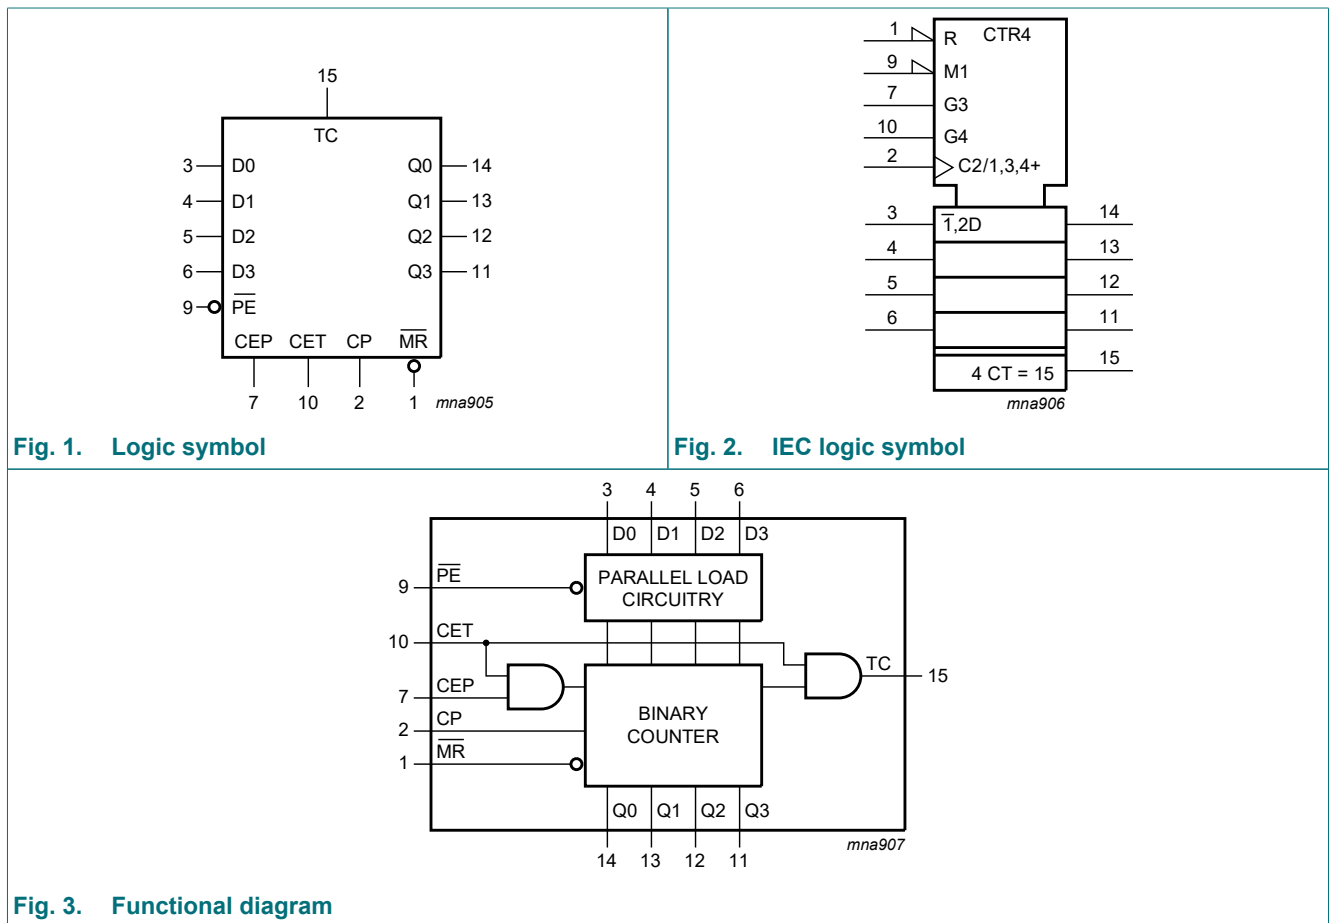 15
TC
3 D0 Q0 14
4 D1 Q1 13
5 D2 Q2 12
6 D3 Q3 11
9 P̅E̅
CEP CET CP M̅R̅
7 10 2 1 mna905
Fig. 1. Logic symbol
1 R CTR4
9 M1
7 G3
10 G4
2 C2/1,3,4+
3 1̅,2D 14
4 13
5 12
6 11
4 CT = 15 15
mna906
Fig. 2. IEC logic symbol
3 4 5 6
D0 D1 D2 D3
9 P̅E̅
PARALLEL LOAD
CIRCUITRY
10 CET
TC 15
7 CEP
2 CP
BINARY
COUNTER
1 M̅R̅
Q0 Q1 Q2 Q3
14 13 12 11
mna907
Fig. 3. Functional diagram